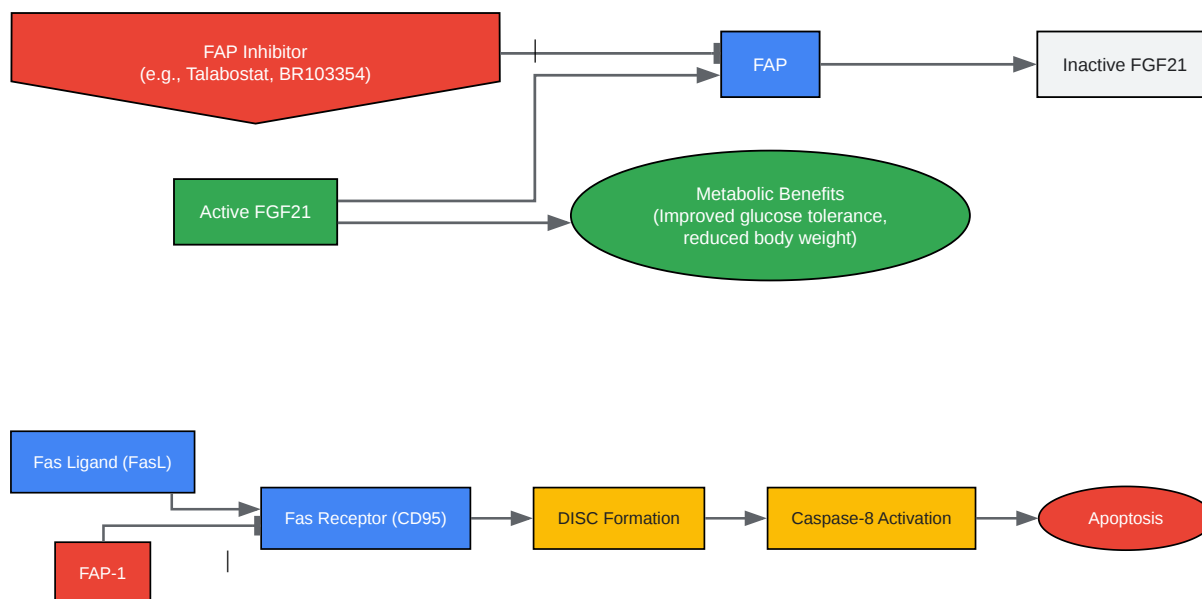 FAP Inhibitor
(e.g., Talabostat, BR103354)
FAP
Inactive FGF21
Active FGF21
Metabolic Benefits
(Improved glucose tolerance,
reduced body weight)
Fas Ligand (FasL)
Fas Receptor (CD95)
DISC Formation
Caspase-8 Activation
Apoptosis
FAP-1